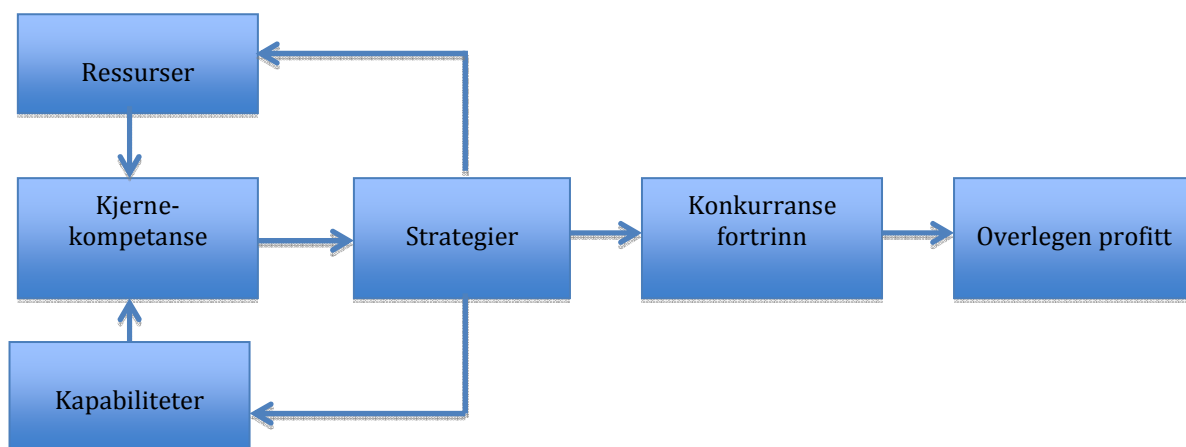 Ressurser
Kjerne-
kompetanse
Strategier
Konkurranse
fortrinn
Overlegen profitt
Kapabiliteter